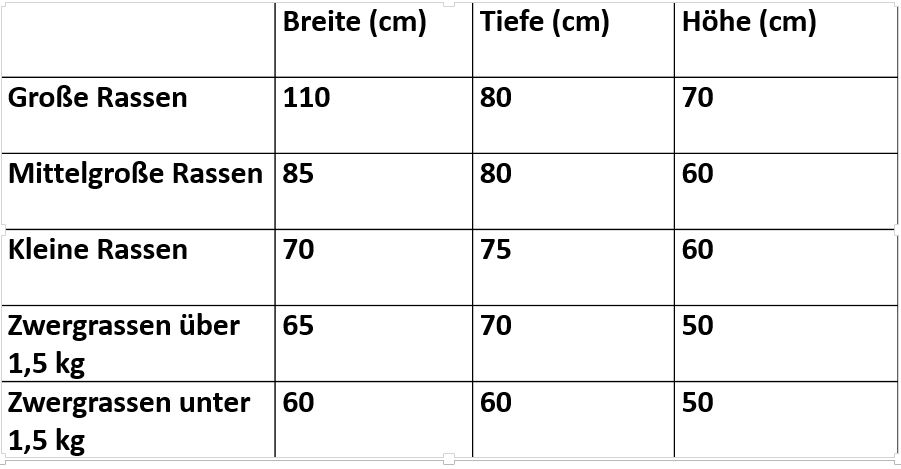 Breite (cm) Tiefe (cm) Höhe (cm)
Große Rassen 110 80 70
Mittelgroße Rassen 85 80 60
Kleine Rassen 70 75 60
Zwergrassen über 65 70 50
1,5 kg
Zwergrassen unter 60 60 50
1,5 kg